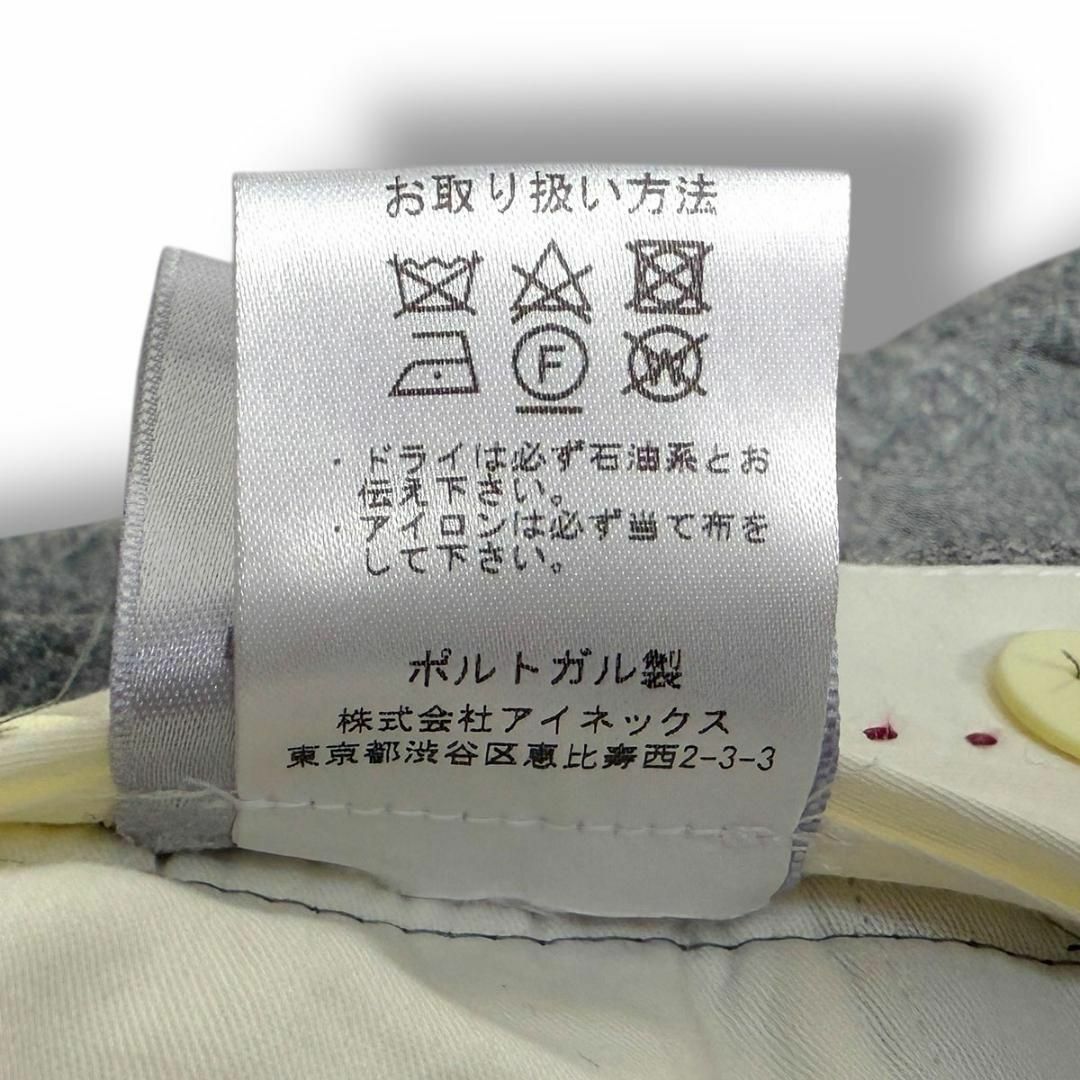 お取り扱い方法
F W
・ドライは必ず石油系とお
伝え下さい。
・アイロンは必ず当て布を
して下さい。
ポルトガル製
株式会社アイネックス
東京都渋谷区恵比寿西2-3-3